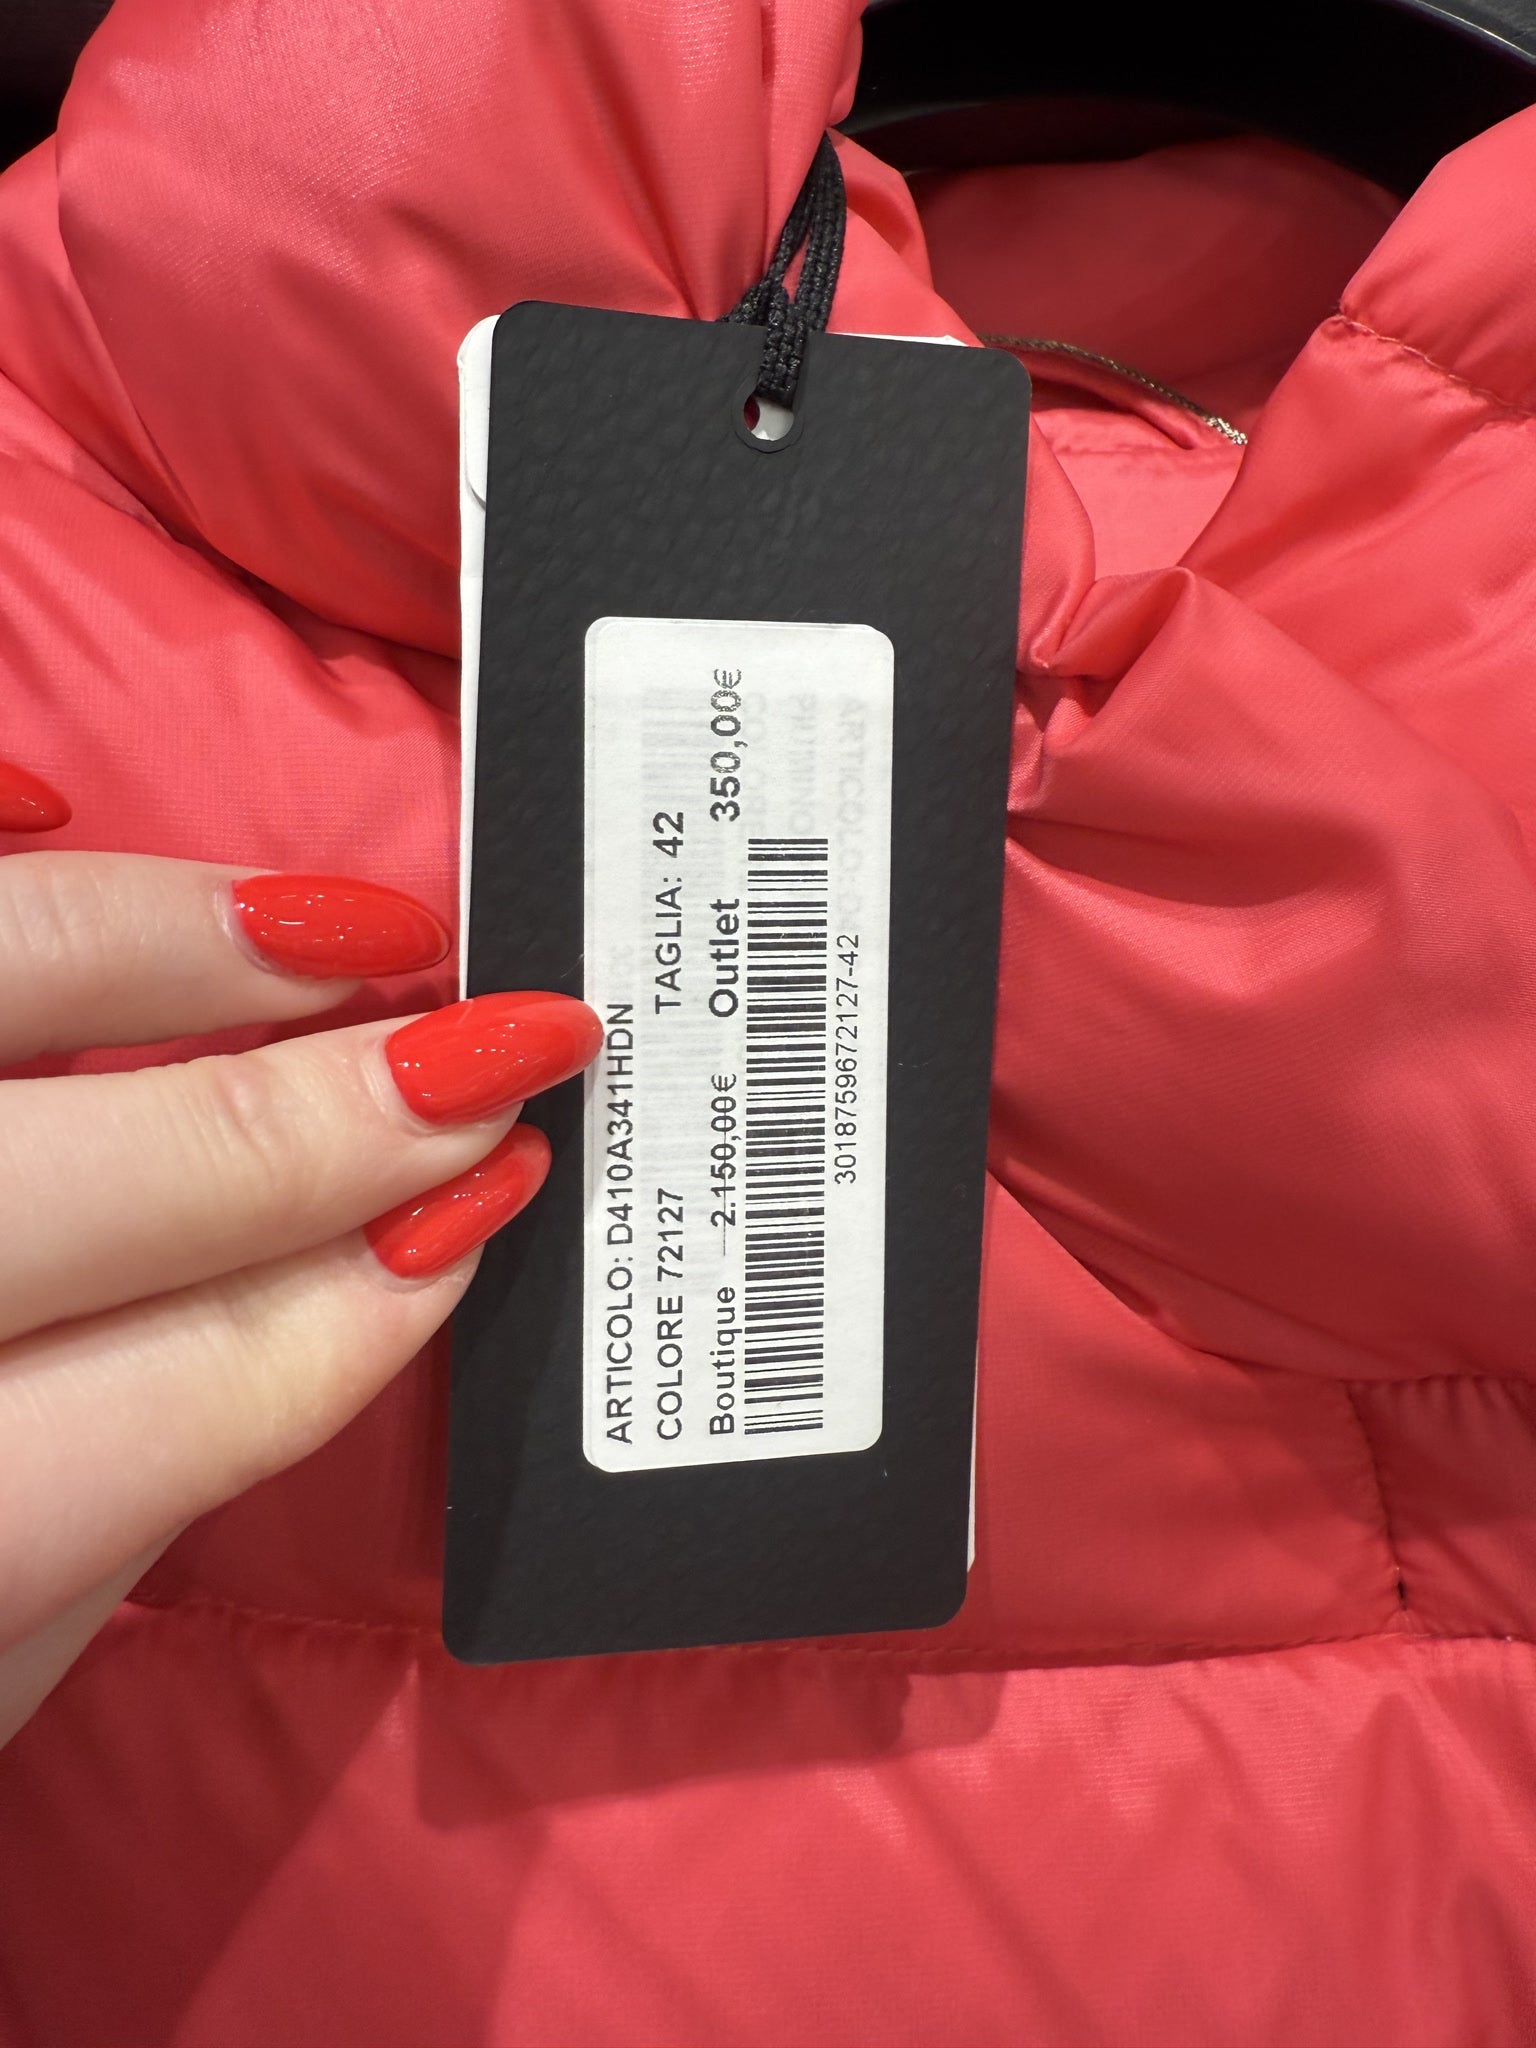 ARTICOLO: D410A341HDN
COLORE 72127 TAGLIA: 42
Boutique 2.150,00€ Outlet 350,00€
3018759672127-42